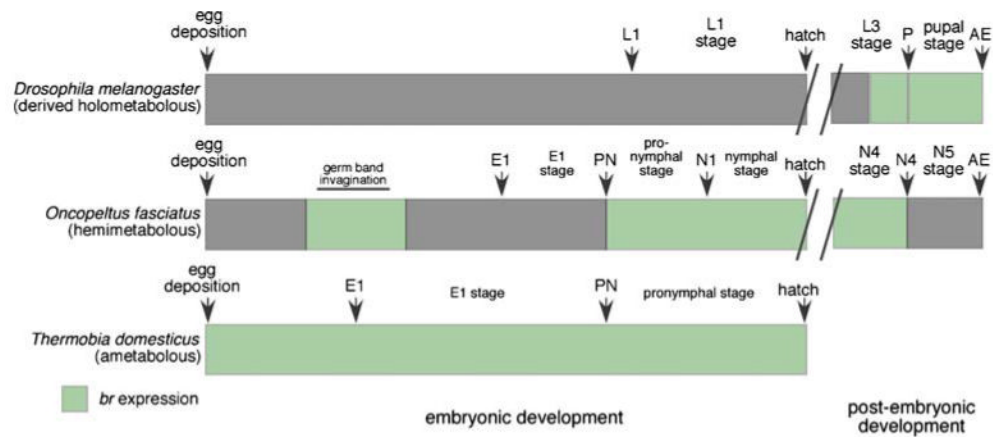 egg
deposition
L1
L1
stage
hatch
L3
stage
P
pupal
stage
AE
Drosophila melanogaster
(derived holometabolous)
egg
deposition
germ band
invagination
E1
E1
stage
PN
pro-
nymphal
stage
N1
nymphal
stage
hatch
N4
stage
N4
N5
stage
AE
Oncopeltus fasciatus
(hemimetabolous)
egg
deposition
E1
E1 stage
PN
pronymphal stage
hatch
Thermobia domesticus
(ametabolous)
br expression
embryonic development
post-embryonic
development